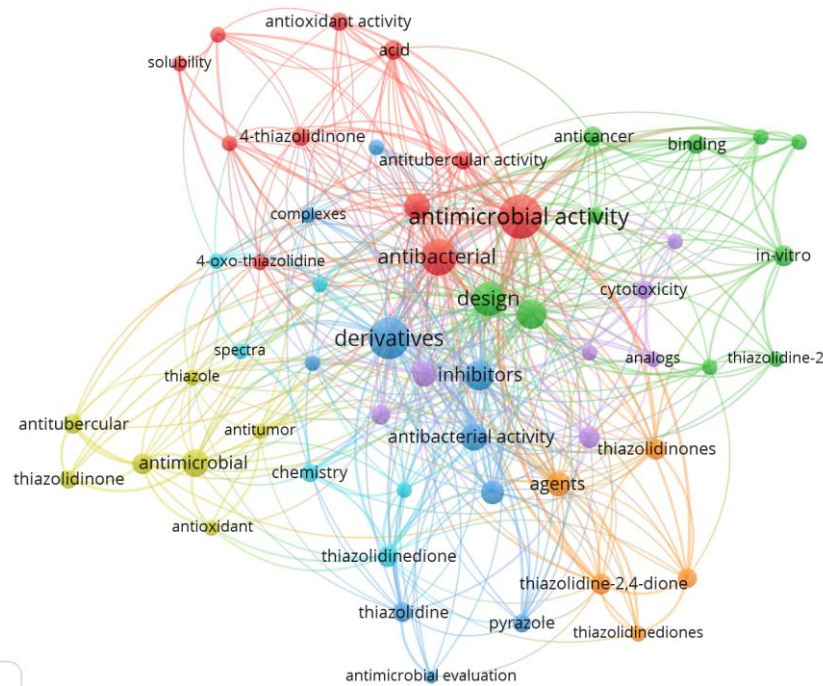 antioxidant activity
acid
solubility
4-thiazolidinone
anticancer
binding
antitubercular activity
complexes
antimicrobial activity
antibacterial
4-oxo-thiazolidine
in-vitro
cytotoxicity
design
derivatives
spectra
analogs
thiazolidine-2
thiazole
inhibitors
antitubercular
antitumor
antibacterial activity
thiazolidinones
antimicrobial
chemistry
thiazolidinone
agents
antioxidant
thiazolidinedione
thiazolidine-2,4-dione
thiazolidine
pyrazole
thiazolidinediones
antimicrobial evaluation